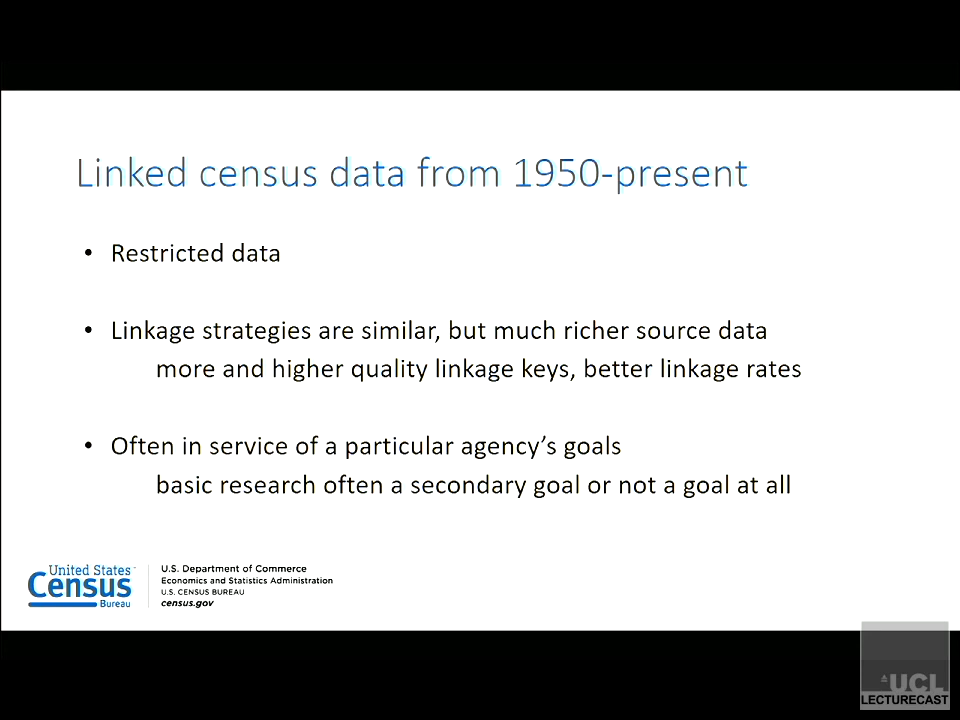 Linked census data from 1950-present
• Restricted data
• Linkage strategies are similar, but much richer source data
more and higher quality linkage keys, better linkage rates
• Often in service of a particular agency’s goals
basic research often a secondary goal or not a goal at all
United States™
Census
Bureau
U.S. Department of Commerce
Economics and Statistics Administration
U.S. CENSUS BUREAU
census.gov
UCL
LECTURECAST